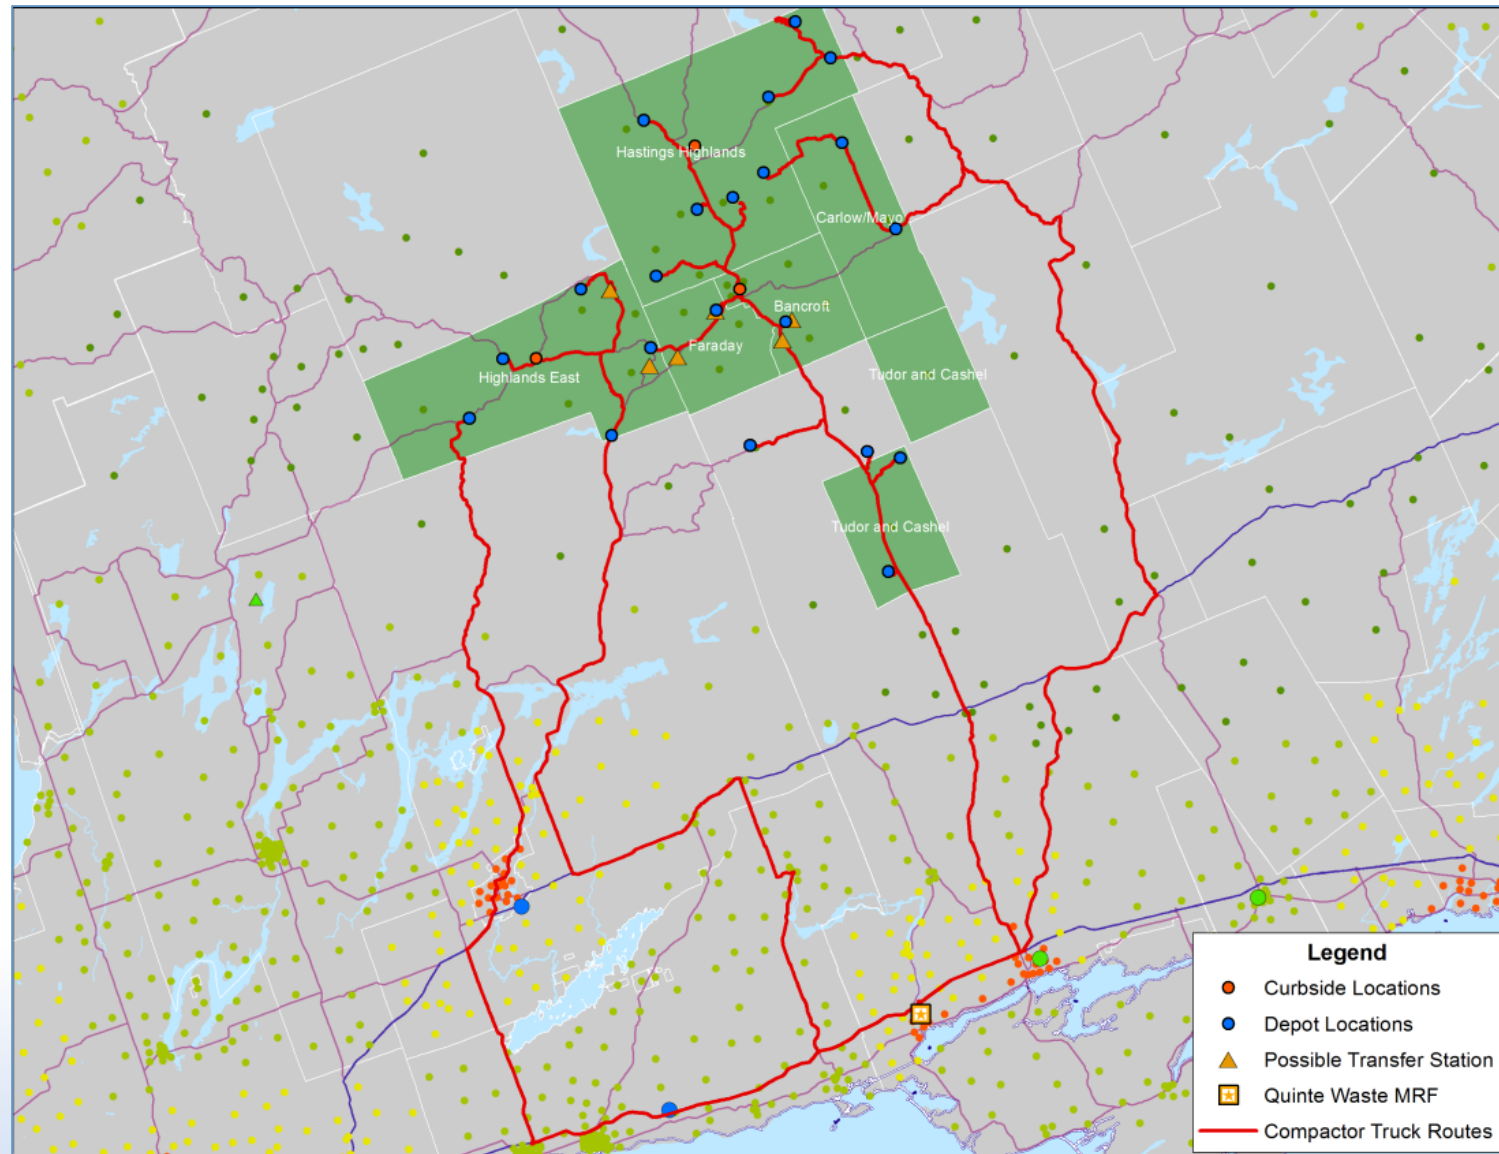 Hastings Highlands
Carlow/Mayo
Bancroft
Faraday
Highlands East
Tudor and Cashel
Tudor and Cashel
Legend
Curbside Locations
Depot Locations
Possible Transfer Station
Quinte Waste MRF
Compactor Truck Routes